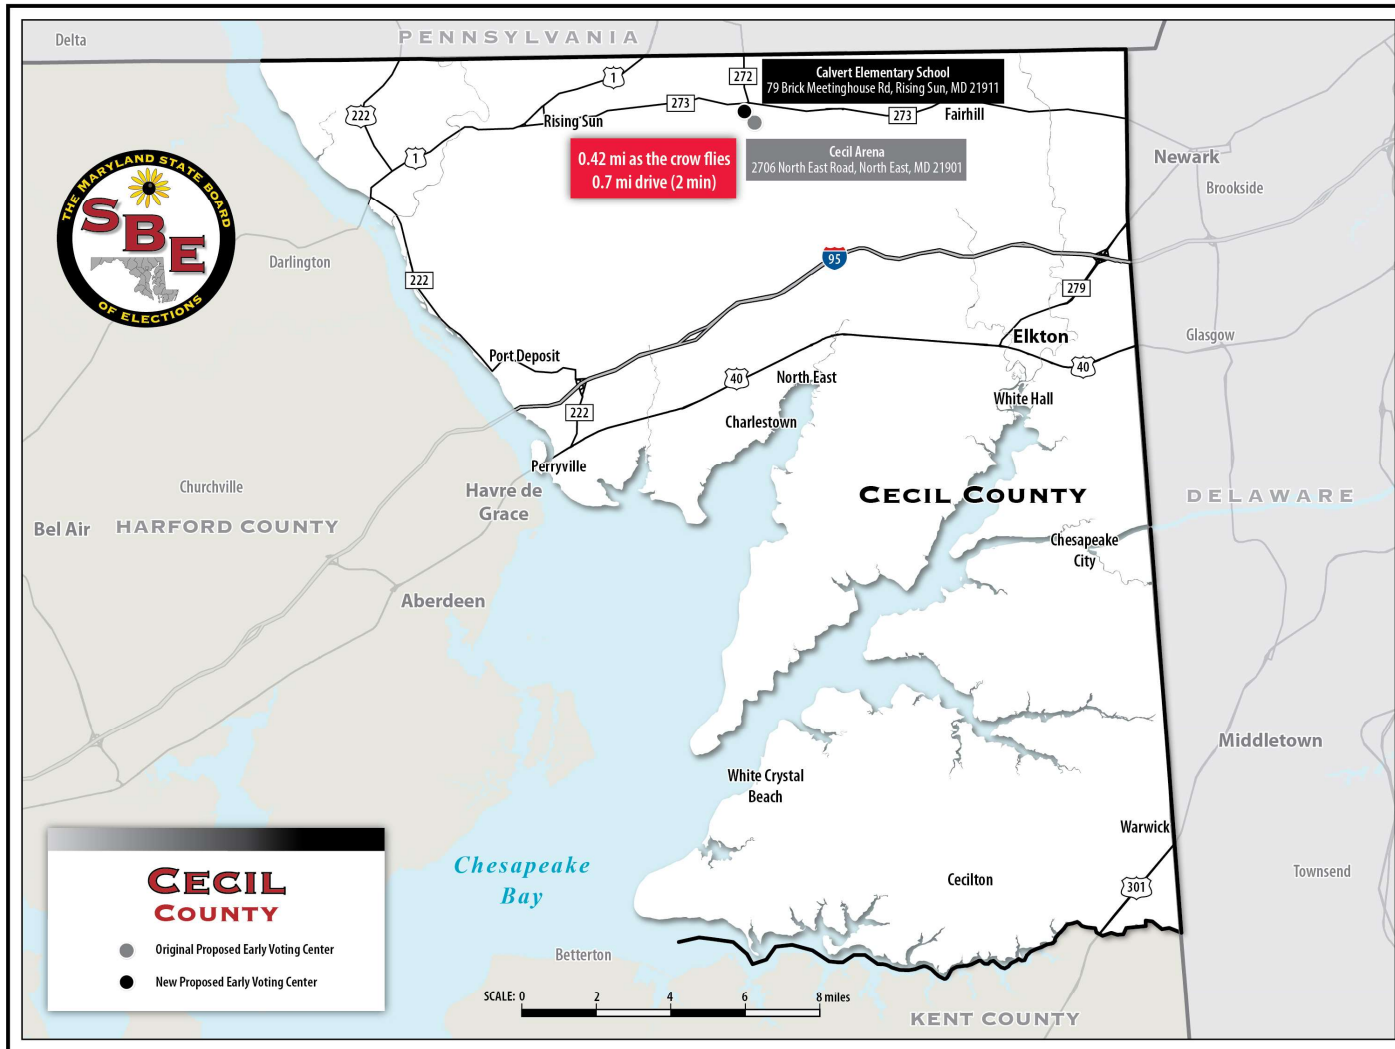 Delta
PENNSYLVANIA
1
272
Calvert Elementary School
79 Brick Meetinghouse Rd, Rising Sun, MD 21911
222
273
273
Fairhill
Rising Sun
1
0.42 mi as the crow flies
0.7 mi drive (2 min)
Cecil Arena
2706 North East Road, North East, MD 21901
Newark
Brookside
THE MARYLAND STATE BOARD
SBE
OF ELECTIONS
Darlington
95
222
279
Elkton
Glasgow
Port Deposit
40
40
North East
White Hall
222
Charlestown
Perryville
Churchville
Havre de
Grace
CECIL COUNTY
DELAWARE
Bel Air
HARFORD COUNTY
Chesapeake
City
Aberdeen
Middletown
White Crystal
Beach
Warwick
Chesapeake
Bay
Cecilton
301
Townsend
CECIL
COUNTY
Original Proposed Early Voting Center
New Proposed Early Voting Center
Betterton
SCALE: 0 2 4 6 8 miles
KENT COUNTY